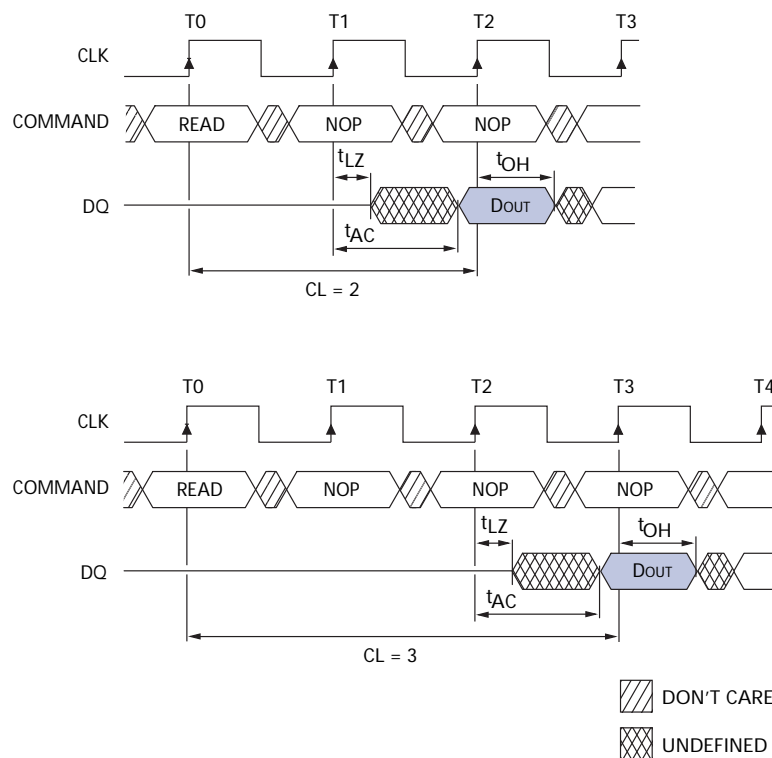 T0 T1 T2 T3
CLK
COMMAND READ NOP NOP
tLZ tOH
DQ DOUT
tAC
CL = 2
T0 T1 T2 T3 T4
CLK
COMMAND READ NOP NOP NOP
tLZ tOH
DQ DOUT
tAC
CL = 3
DON'T CARE
UNDEFINED